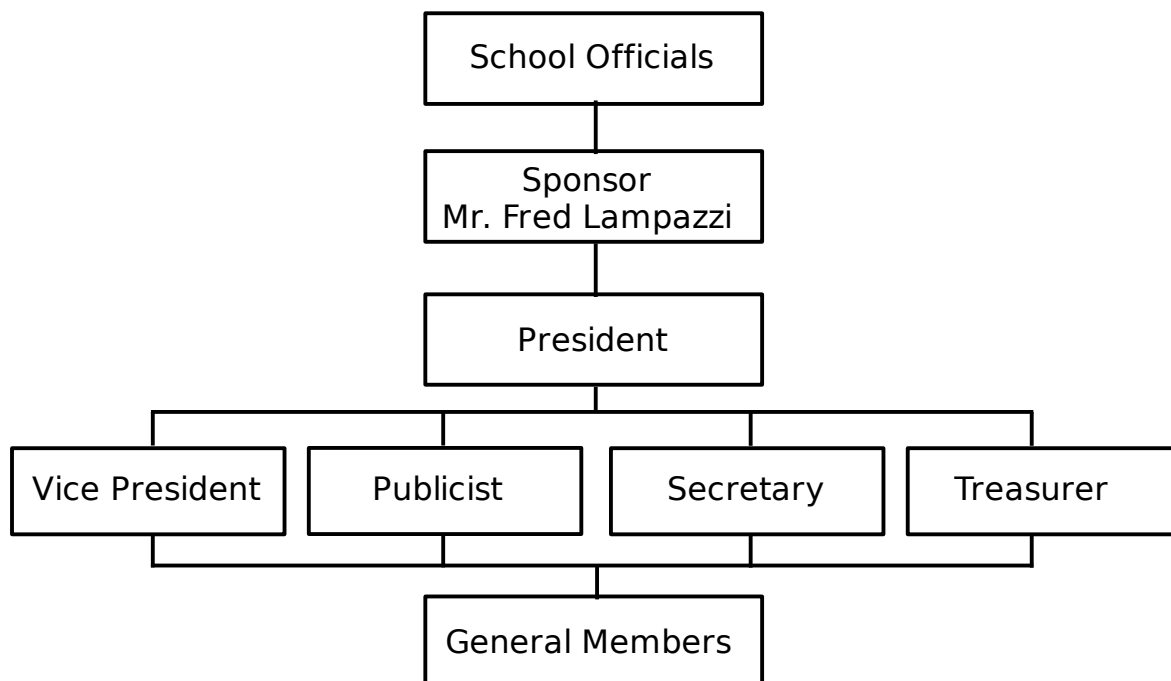 School Officials
Sponsor
Mr. Fred Lampazzi
President
Vice President
Publicist
Secretary
Treasurer
General Members